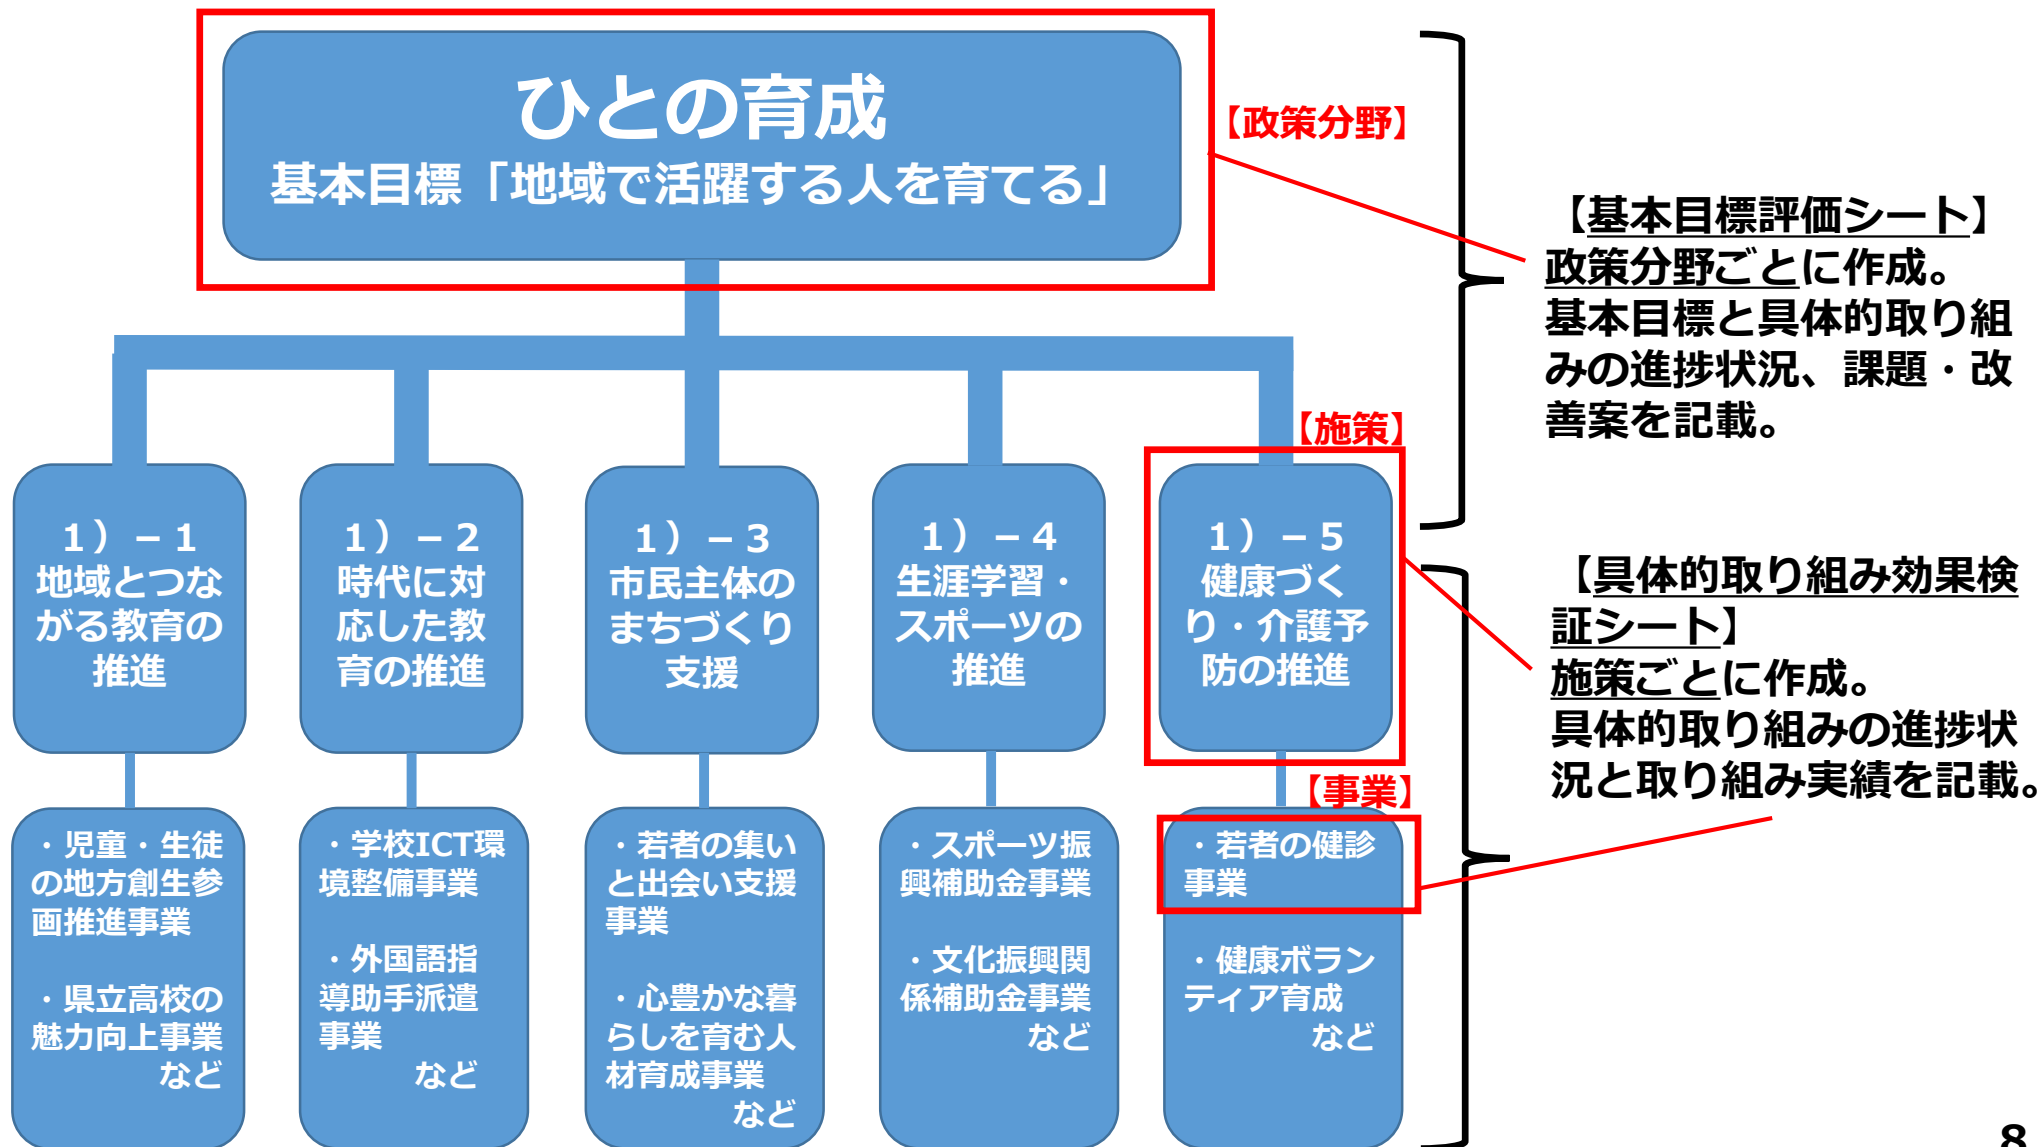 ひとの育成
基本目標「地域で活躍する人を育てる」
【政策分野】
【基本目標評価シート】
政策分野ごとに作成。
基本目標と具体的取り組
みの進捗状況、課題・改
善案を記載。
【施策】
１）－１
地域とつな
がる教育の
推進
１）－２
時代に対
応した教
育の推進
１）－３
市民主体の
まちづくり
支援
１）－４
生涯学習・
スポーツの
推進
１）－５
健康づく
り・介護予
防の推進
【具体的取り組み効果検
証シート】
施策ごとに作成。
具体的取り組みの進捗状
況と取り組み実績を記載。
【事業】
・児童・生徒
の地方創生参
画推進事業
・県立高校の
魅力向上事業
など
・学校ICT環
境整備事業
・外国語指
導助手派遣
事業
など
・若者の集い
と出会い支援
事業
・心豊かな暮
らしを育む人
材育成事業
など
・スポーツ振
興補助金事業
・文化振興関
係補助金事業
など
・若者の健診
事業
・健康ボラン
ティア育成
など
8